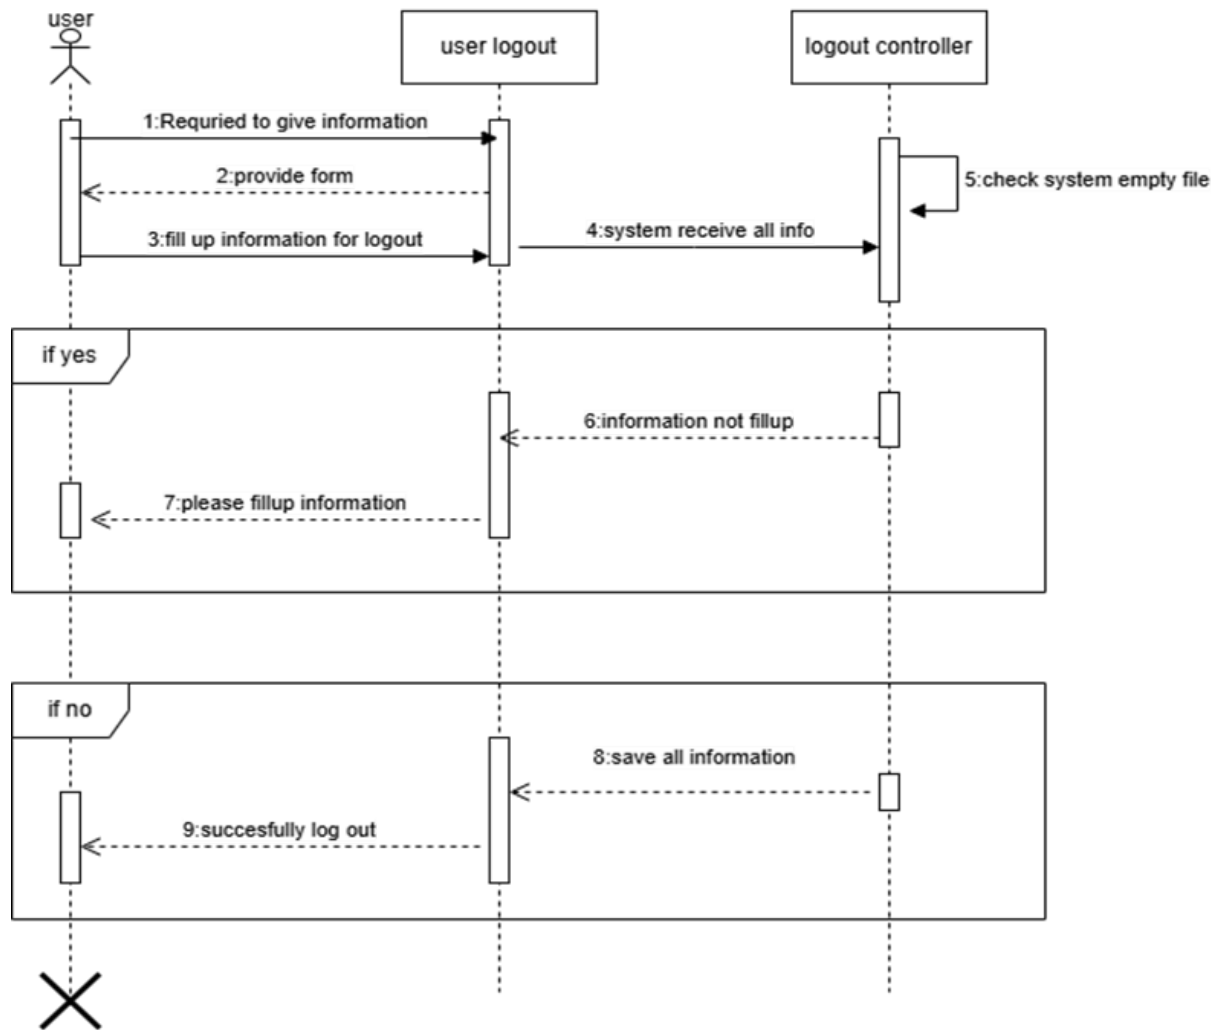 user
user logout
logout controller
1:Requried to give information
2:provide form
5:check system empty file
3:fill up information for logout
4:system receive all info
if yes
6:information not fillup
7:please fillup information
if no
8:save all information
9:succesfully log out